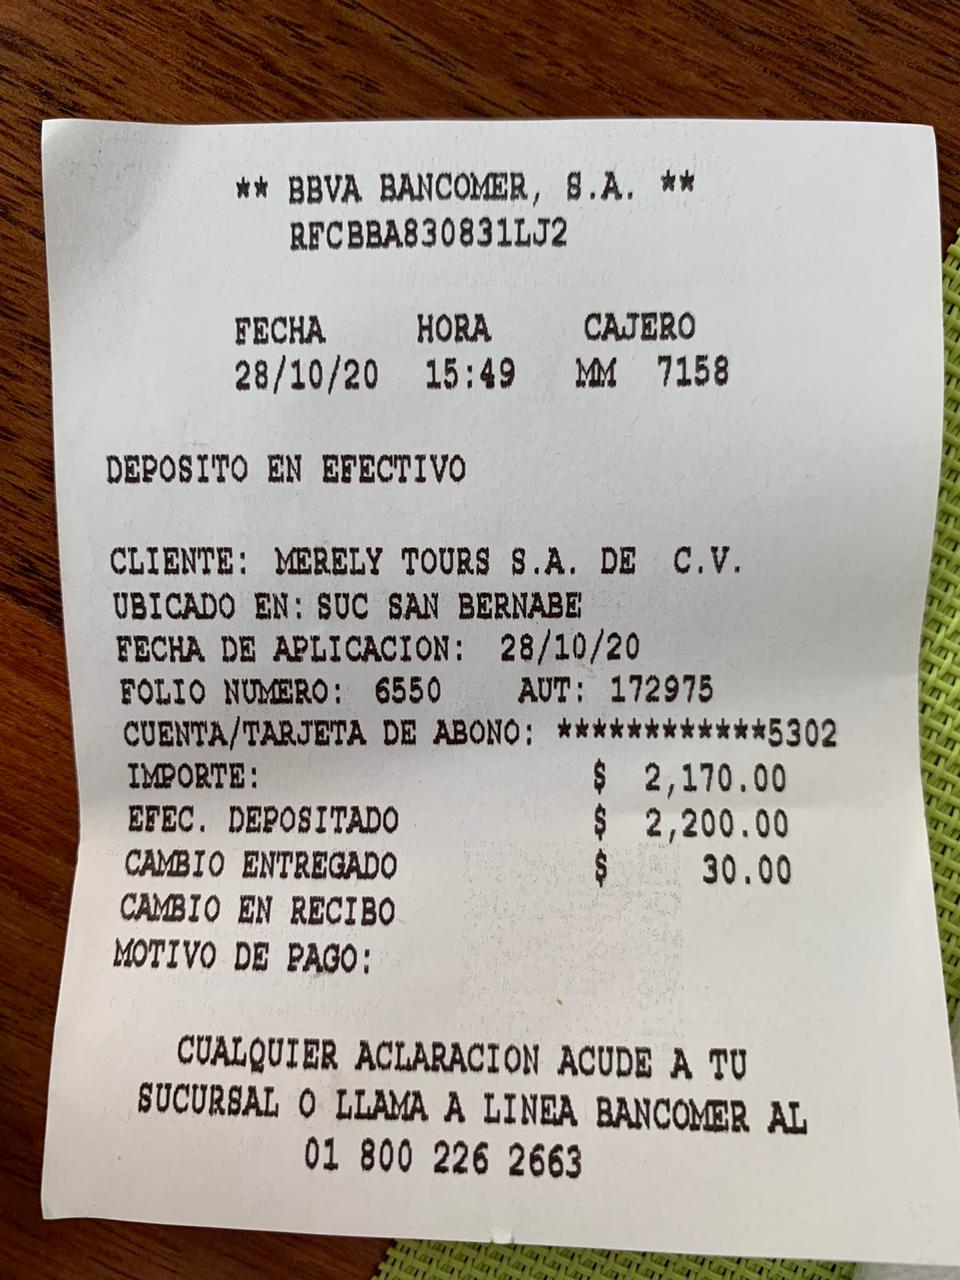 ** BBVA BANCOMER, S.A. **
RFCBBA830831LJ2
FECHA HORA CAJERO
28/10/20 15:49 MM 7158
DEPOSITO EN EFECTIVO
CLIENTE: MERELY TOURS S.A. DE C.V.
UBICADO EN: SUC SAN BERNABE
FECHA DE APLICACION: 28/10/20
FOLIO NUMERO: 6550 AUT: 172975
CUENTA/TARJETA DE ABONO: ************5302
IMPORTE: $ 2,170.00
EFEC. DEPOSITADO $ 2,200.00
CAMBIO ENTREGADO $ 30.00
CAMBIO EN RECIBO
MOTIVO DE PAGO:
CUALQUIER ACLARACION ACUDE A TU
SUCURSAL O LLAMA A LINEA BANCOMER AL
01 800 226 2663